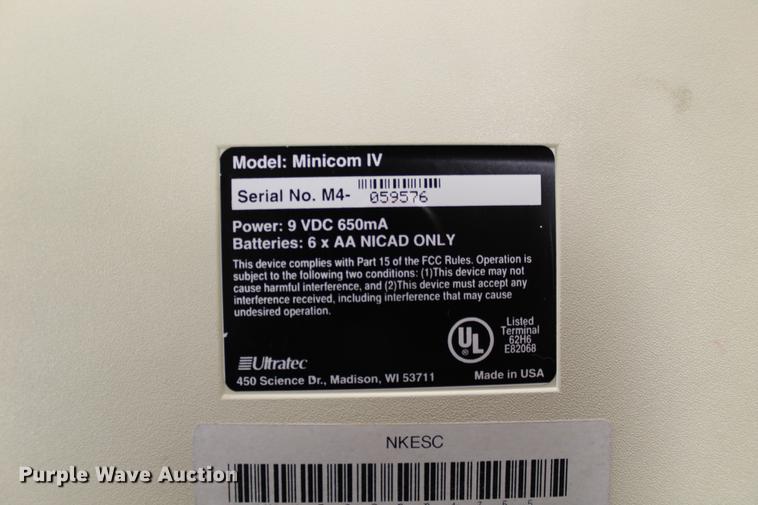 Model: Minicom IV
Serial No. M4- 059576
Power: 9 VDC 650mA
Batteries: 6 x AA NICAD ONLY
This device complies with Part 15 of the FCC Rules. Operation is
subject to the following two conditions: (1)This device may not
cause harmful interference, and (2)This device must accept any
interference received, including interference that may cause
undesired operation.
UL
Listed
Terminal
62H6
E82068
Ultratec
450 Science Dr., Madison, WI 53711
Made in USA
NKESC
Purple Wave Auction